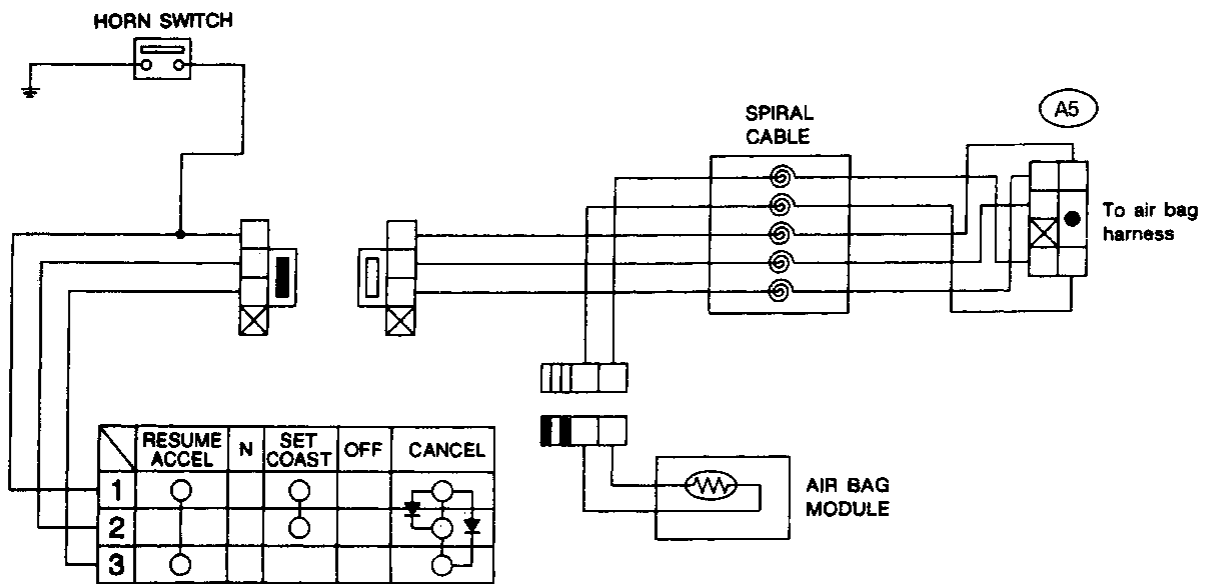 HORN SWITCH
SPIRAL
CABLE
A5
To air bag
harness
RESUME
ACCEL
N
SET
COAST
OFF
CANCEL
1
2
3
AIR BAG
MODULE